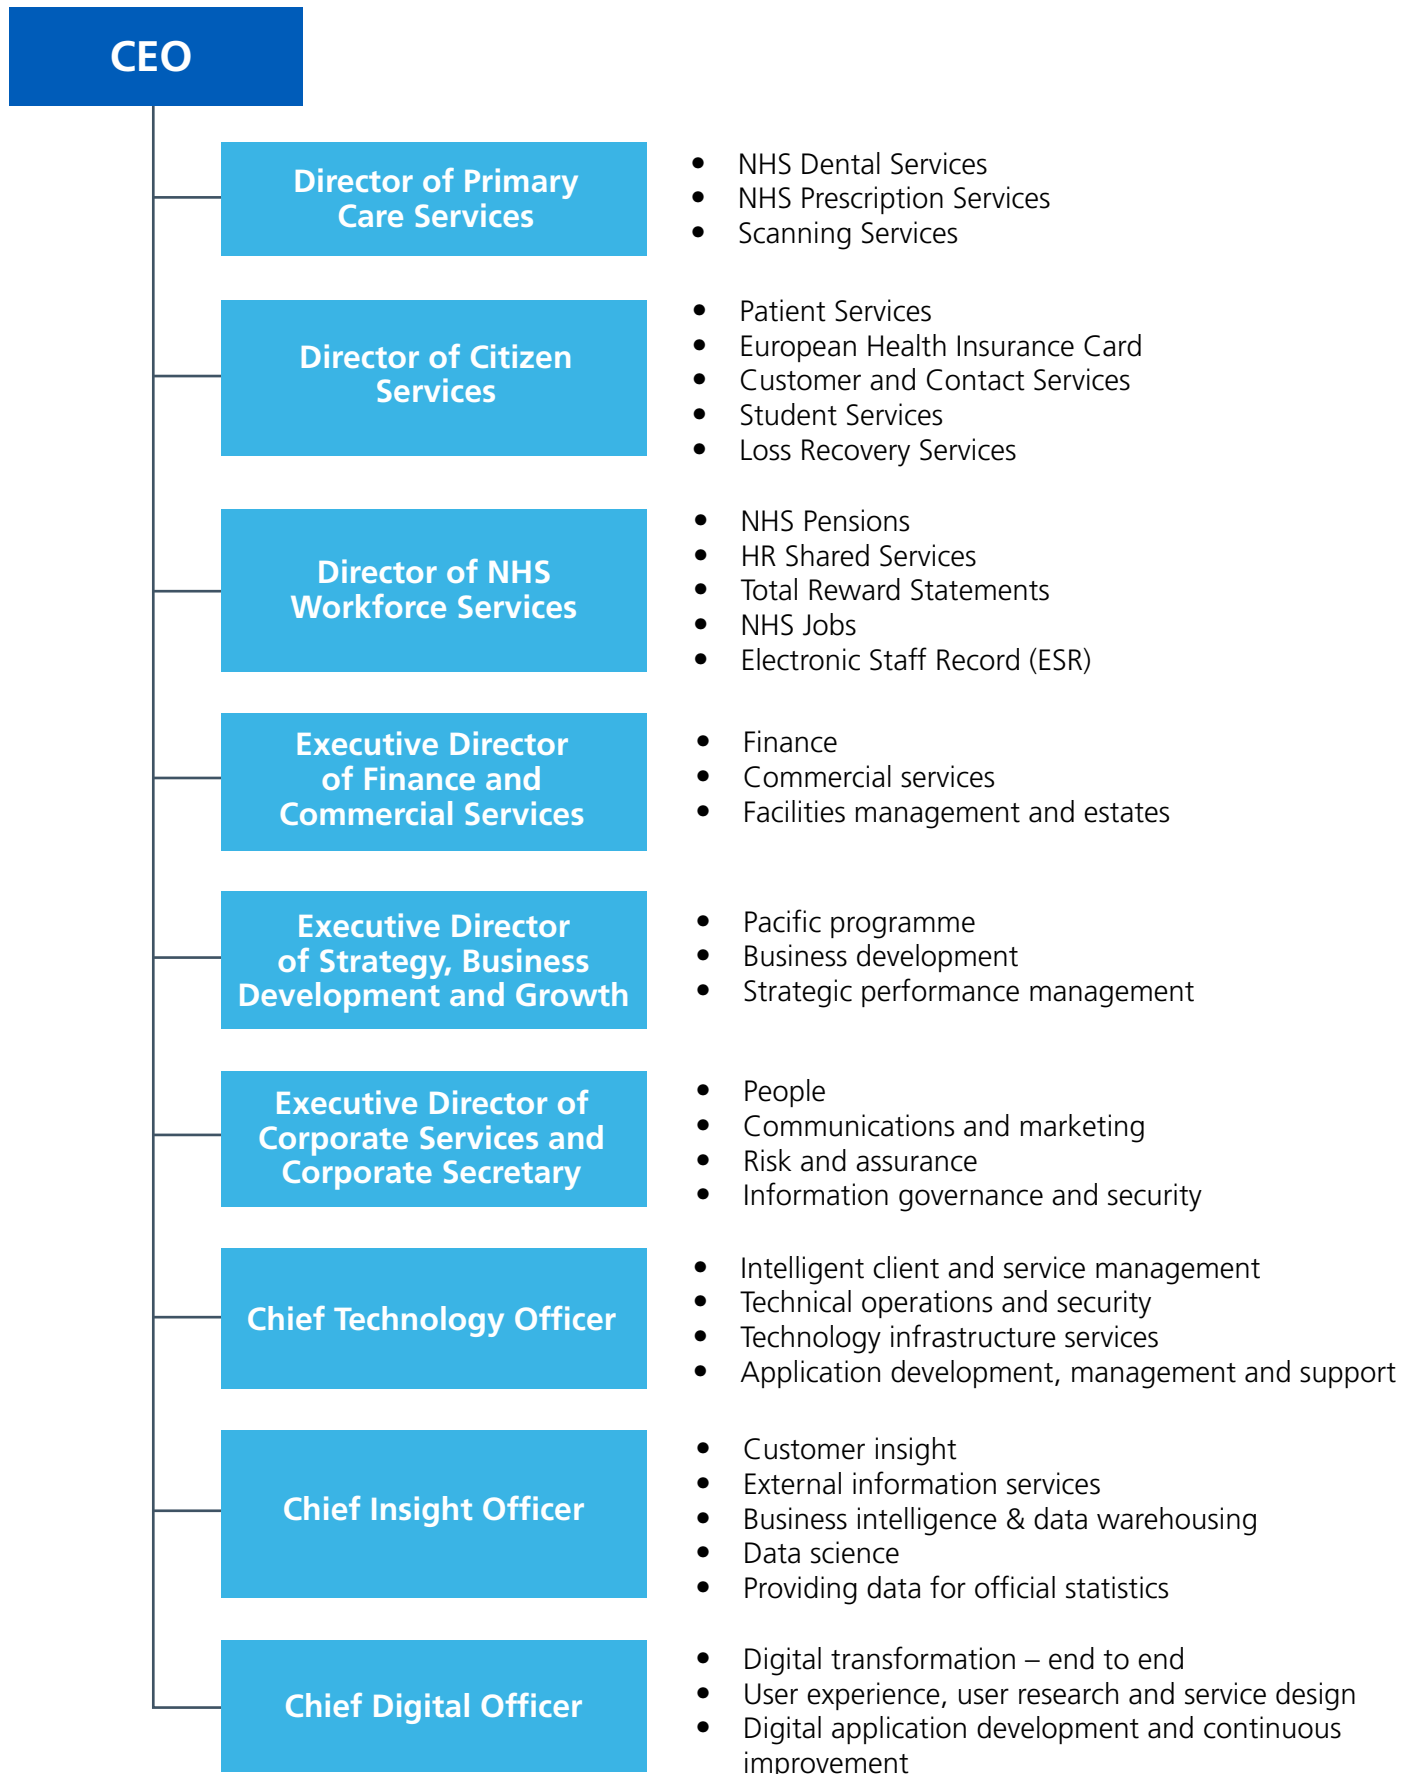 CEO
Director of Primary
Care Services
• NHS Dental Services
• NHS Prescription Services
• Scanning Services
Director of Citizen
Services
• Patient Services
• European Health Insurance Card
• Customer and Contact Services
• Student Services
• Loss Recovery Services
Director of NHS
Workforce Services
• NHS Pensions
• HR Shared Services
• Total Reward Statements
• NHS Jobs
• Electronic Staff Record (ESR)
Executive Director
of Finance and
Commercial Services
• Finance
• Commercial services
• Facilities management and estates
Executive Director
of Strategy, Business
Development and Growth
• Pacific programme
• Business development
• Strategic performance management
Executive Director of
Corporate Services and
Corporate Secretary
• People
• Communications and marketing
• Risk and assurance
• Information governance and security
Chief Technology Officer
• Intelligent client and service management
• Technical operations and security
• Technology infrastructure services
• Application development, management and support
Chief Insight Officer
• Customer insight
• External information services
• Business intelligence & data warehousing
• Data science
• Providing data for official statistics
Chief Digital Officer
• Digital transformation – end to end
• User experience, user research and service design
• Digital application development and continuous
improvement